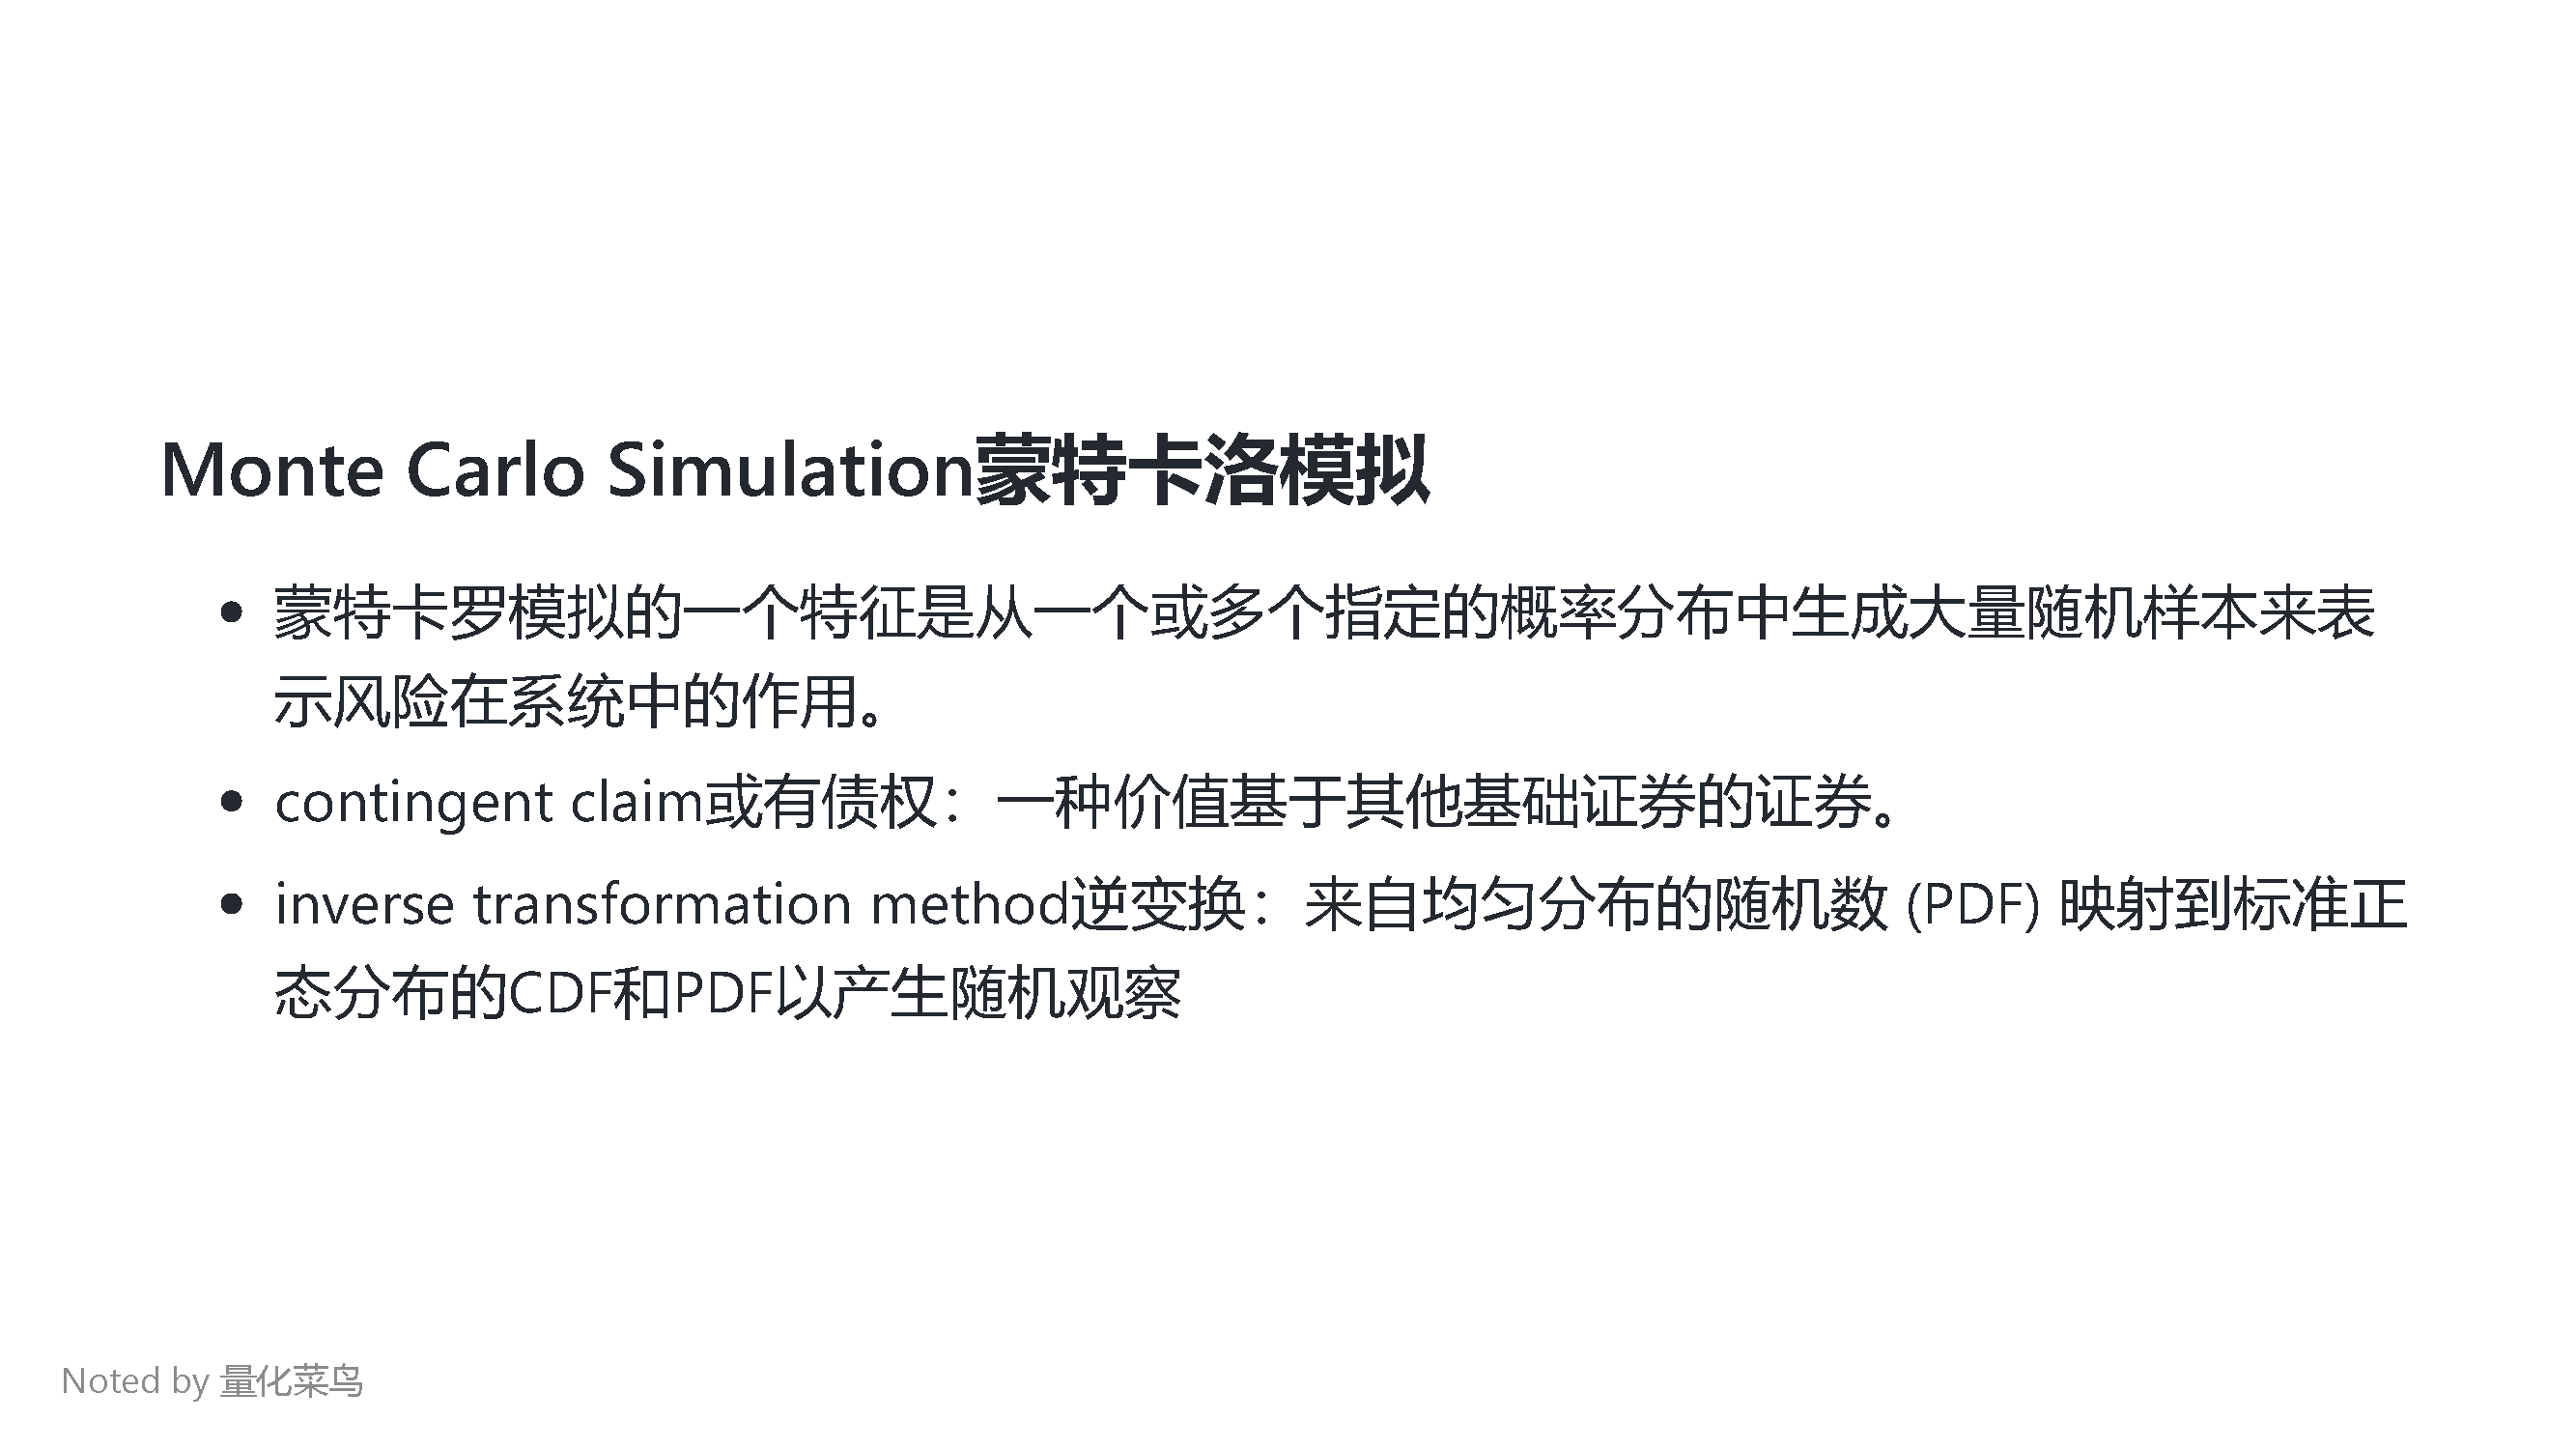 Monte Carlo Simulation蒙特卡洛模拟
• 蒙特卡罗模拟的一个特征是从一个或多个指定的概率分布中生成大量随机样本来表
示风险在系统中的作用。
• contingent claim或有债权：一种价值基于其他基础证券的证券。
• inverse transformation method逆变换：来自均匀分布的随机数 (PDF) 映射到标准正
态分布的CDF和PDF以产生随机观察
Noted by 量化菜鸟